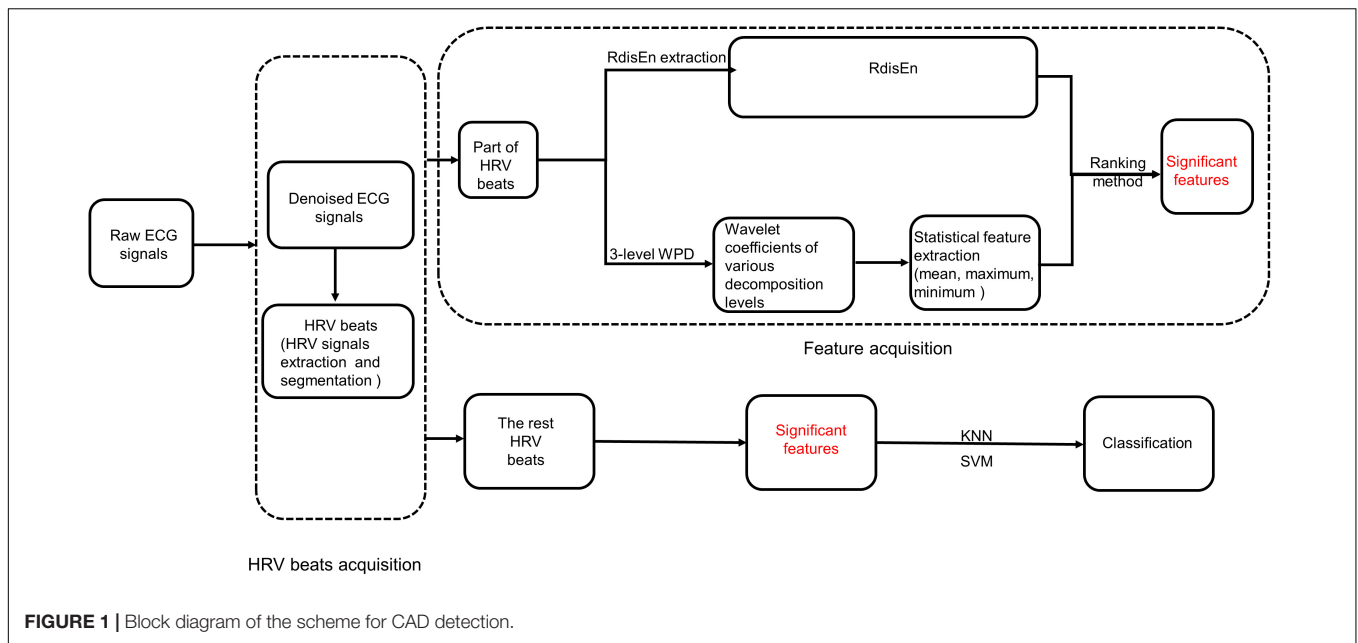 Raw ECG
signals
Denoised ECG
signals
HRV beats
(HRV signals
extraction and
segmentation )
HRV beats acquisition
Part of
HRV
beats
RdisEn extraction
RdisEn
3-level WPD
Wavelet
coefficients of
various
decomposition
levels
Statistical feature
extraction
(mean, maximum,
minimum )
Ranking
method
Significant
features
Feature acquisition
The rest
HRV
beats
Significant
features
KNN
SVM
Classification
FIGURE 1 | Block diagram of the scheme for CAD detection.